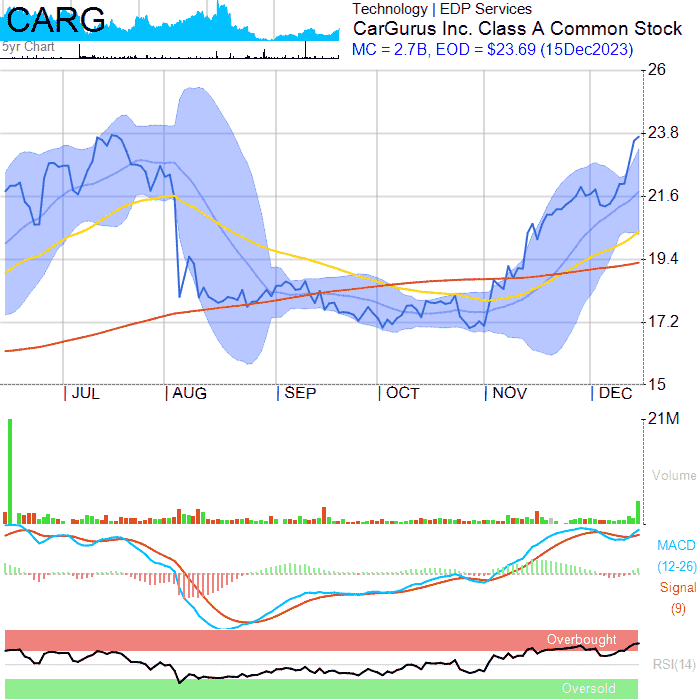 CARG
5yr Chart
Technology | EDP Services
CarGurus Inc. Class A Common Stock
MC = 2.7B, EOD = $23.69 (15Dec2023)
26
23.8
21.6
19.4
17.2
15
| JUL | AUG | SEP | OCT | NOV | DEC
21M
Volume
MACD
(12-26)
Signal
(9)
Overbought
RSI(14)
Oversold